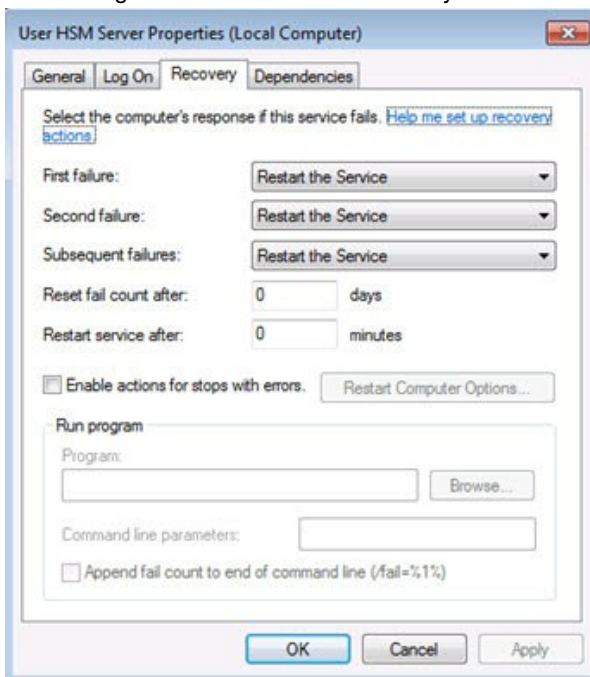 User HSM Server Properties (Local Computer)
General Log On Recovery Dependencies
Select the computer's response if this service fails. Help me set up recovery
actions.
First failure: Restart the Service
Second failure: Restart the Service
Subsequent failures: Restart the Service
Reset fail count after: 0 days
Restart service after: 0 minutes
Enable actions for stops with errors. Restart Computer Options...
Run program
Program:
Browse...
Command line parameters:
Append fail count to end of command line (/fail=%1%)
OK Cancel Apply